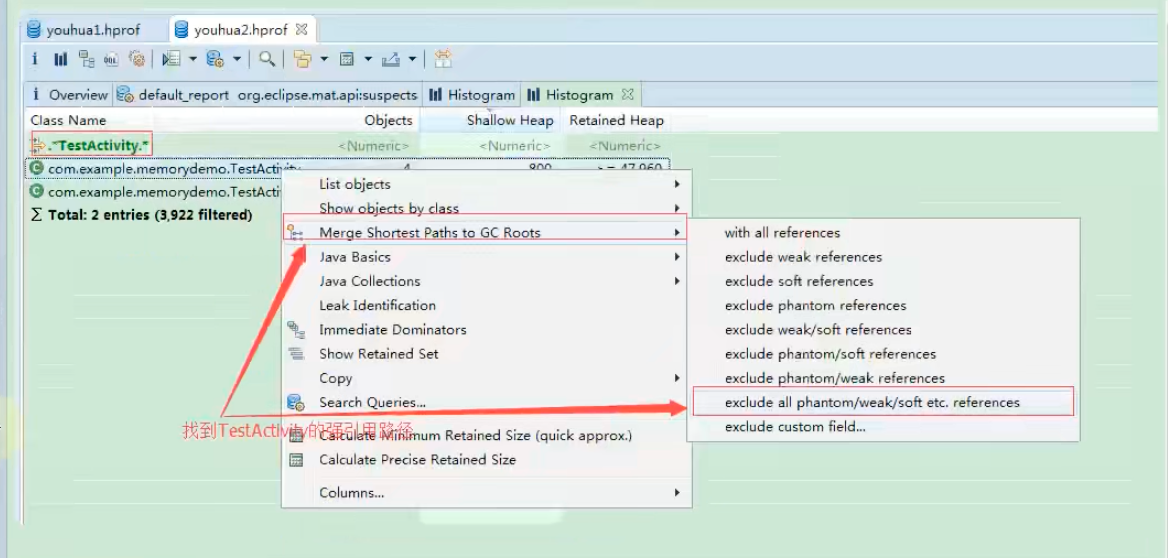 youhua1.hprof youhua2.hprof
i Overview default_report org.eclipse.mat.api:suspects Histogram Histogram
Class Name Objects Shallow Heap Retained Heap
.*TestActivity.* <Numeric> <Numeric> <Numeric>
com.example.memorydemo.TestActivity 4 800 >= 47,960
com.example.memorydemo.TestActi
Σ Total: 2 entries (3,922 filtered)
List objects
Show objects by class
Merge Shortest Paths to GC Roots
Java Basics
Java Collections
Leak Identification
Immediate Dominators
Show Retained Set
Copy
Search Queries...
Calculate Minimum Retained Size (quick approx.)
Calculate Precise Retained Size
Columns...
with all references
exclude weak references
exclude soft references
exclude phantom references
exclude weak/soft references
exclude phantom/soft references
exclude phantom/weak references
exclude all phantom/weak/soft etc. references
exclude custom field...
找到TestActivity的强引用路径